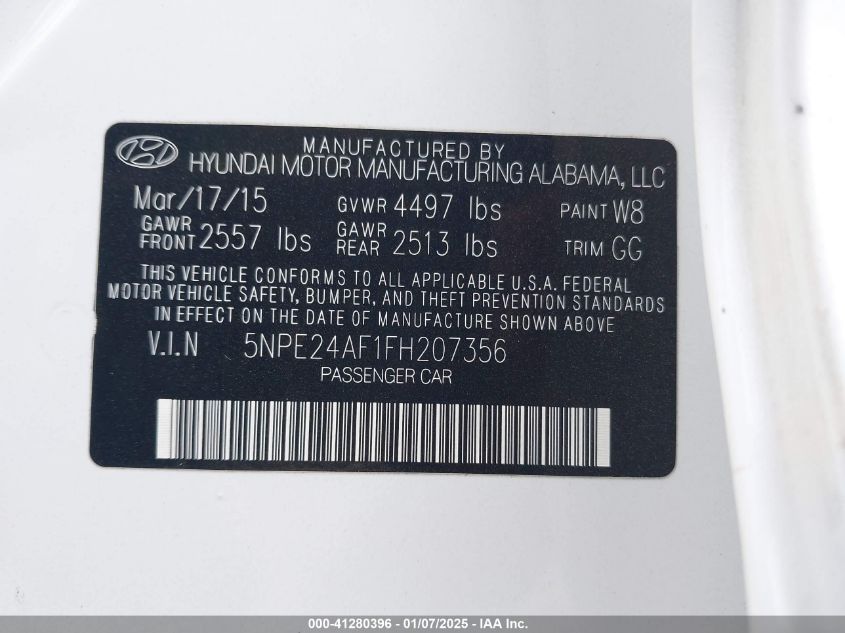 MANUFACTURED BY
HYUNDAI MOTOR MANUFACTURING ALABAMA, LLC
Mar/17/15 GVWR 4497 lbs PAINT W8
GAWR FRONT 2557 lbs GAWR REAR 2513 lbs TRIM GG
THIS VEHICLE CONFORMS TO ALL APPLICABLE U.S.A. FEDERAL
MOTOR VEHICLE SAFETY, BUMPER, AND THEFT PREVENTION STANDARDS
IN EFFECT ON THE DATE OF MANUFACTURE SHOWN ABOVE
V.I.N 5NPE24AF1FH207356
PASSENGER CAR
000-41280396 - 01/07/2025 - IAA Inc.